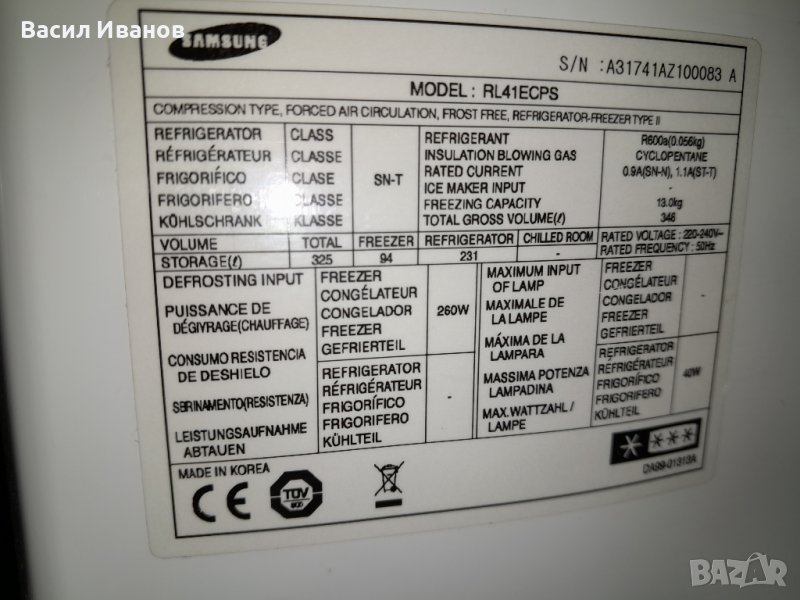 Васил Иванов
SAMSUNG
S/N :A31741AZ100083 A
MODEL: RL41ECPS
COMPRESSION TYPE, FORCED AIR CIRCULATION, FROST FREE, REFRIGERATOR-FREEZER TYPE II
REFRIGERATOR CLASS
RÉFRIGÉRATEUR CLASSE
FRIGORIFÍCO CLASE
FRIGORIFERO CLASSE
KÜHLSCHRANK KLASSE
SN-T
REFRIGERANT R600a(0.056kg)
INSULATION BLOWING GAS CYCLOPENTANE
RATED CURRENT 0.9A(SN-N), 1.1A(ST-T)
ICE MAKER INPUT -
FREEZING CAPACITY 13.0kg
TOTAL GROSS VOLUME(ℓ) 346
VOLUME TOTAL FREEZER REFRIGERATOR CHILLED ROOM RATED VOLTAGE : 220-240V~
STORAGE(ℓ) 325 94 231 - RATED FREQUENCY : 50Hz
DEFROSTING INPUT
PUISSANCE DE
DÉGIYRAGE(CHAUFFAGE)
CONSUMO RESISTENCIA
DE DESHIELO
SBRINAMENTO(RESISTENZA)
LEISTUNGSAUFNAHME
ABTAUEN
FREEZER
CONGÉLATEUR
CONGELADOR
FREEZER
GEFRIERTEIL
260W
REFRIGERATOR
RÉFRIGÉRATEUR
FRIGORÍFICO
FRIGORIFERO
KÜHLTEIL
-
MAXIMUM INPUT
OF LAMP
MAXIMALE DE
LA LAMPE
MÁXIMA DE LA
LAMPARA
MASSIMA POTENZA
LAMPADINA
MAX. WATTZAHL /
LAMPE
FREEZER
CONGÉLATEUR
CONGELADOR
FREEZER
GEFRIERTEIL
-
REFRIGERATOR
RÉFRIGÉRATEUR
FRIGORÍFICO
FRIGORIFERO
KÜHLTEIL
40W
MADE IN KOREA
CE
TÜV
DA99-01313A
BAZAR